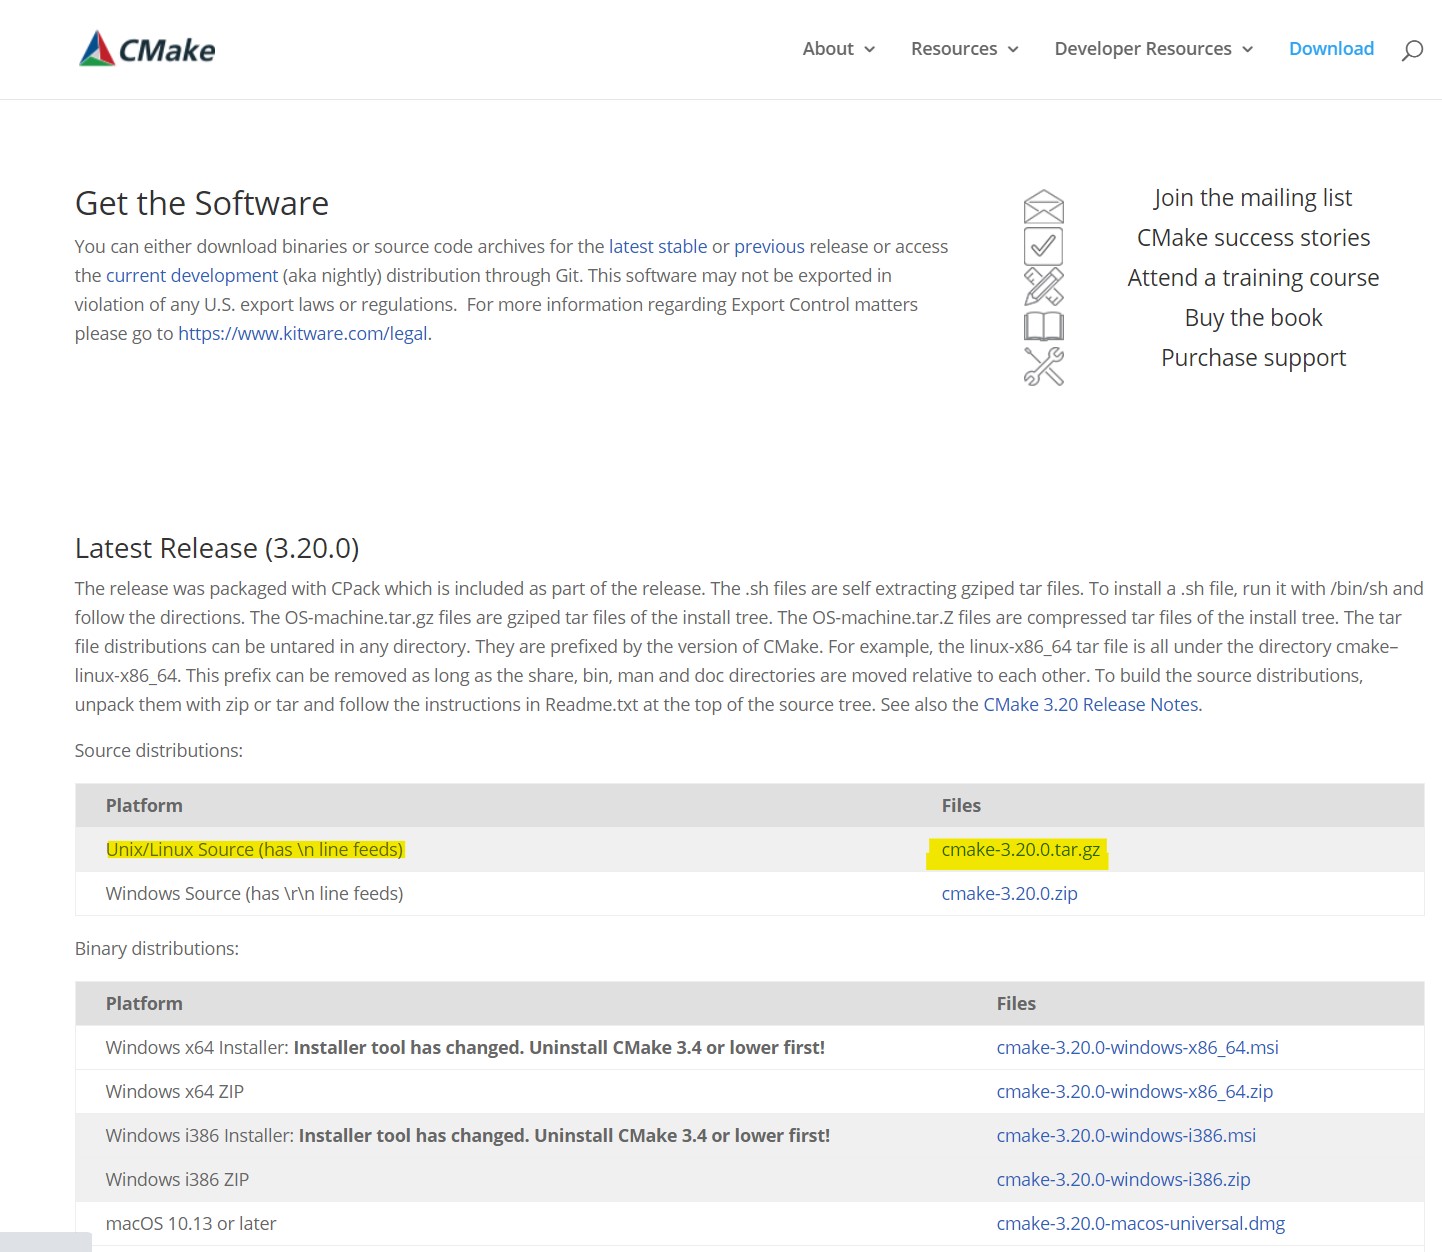 CMake
About
Resources
Developer Resources
Download
Get the Software
You can either download binaries or source code archives for the latest stable or previous release or access
the current development (aka nightly) distribution through Git. This software may not be exported in
violation of any U.S. export laws or regulations.  For more information regarding Export Control matters
please go to https://www.kitware.com/legal.
Join the mailing list
CMake success stories
Attend a training course
Buy the book
Purchase support
Latest Release (3.20.0)
The release was packaged with CPack which is included as part of the release. The .sh files are self extracting gziped tar files. To install a .sh file, run it with /bin/sh and
follow the directions. The OS-machine.tar.gz files are gziped tar files of the install tree. The OS-machine.tar.Z files are compressed tar files of the install tree. The tar
file distributions can be untared in any directory. They are prefixed by the version of CMake. For example, the linux-x86_64 tar file is all under the directory cmake–
linux-x86_64. This prefix can be removed as long as the share, bin, man and doc directories are moved relative to each other. To build the source distributions,
unpack them with zip or tar and follow the instructions in Readme.txt at the top of the source tree. See also the CMake 3.20 Release Notes.
Source distributions:
Platform Files
Unix/Linux Source (has \n line feeds) cmake-3.20.0.tar.gz
Windows Source (has \r\n line feeds) cmake-3.20.0.zip
Binary distributions:
Platform Files
Windows x64 Installer: Installer tool has changed. Uninstall CMake 3.4 or lower first! cmake-3.20.0-windows-x86_64.msi
Windows x64 ZIP cmake-3.20.0-windows-x86_64.zip
Windows i386 Installer: Installer tool has changed. Uninstall CMake 3.4 or lower first! cmake-3.20.0-windows-i386.msi
Windows i386 ZIP cmake-3.20.0-windows-i386.zip
macOS 10.13 or later cmake-3.20.0-macos-universal.dmg